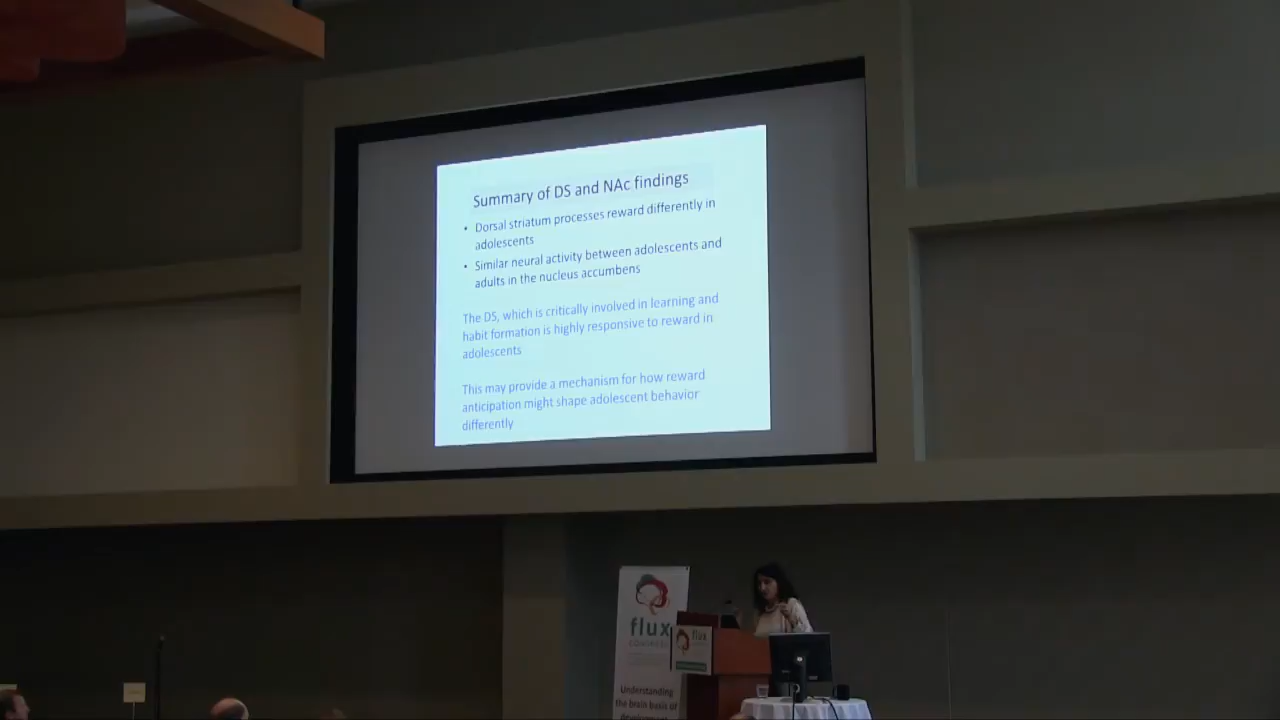 Summary of DS and NAc findings
• Dorsal striatum processes reward differently in
adolescents
• Similar neural activity between adolescents and
adults in the nucleus accumbens
The DS, which is critically involved in learning and
habit formation is highly responsive to reward in
adolescents
This may provide a mechanism for how reward
anticipation might shape adolescent behavior
differently
flux
flux
Understanding
the brain basis of